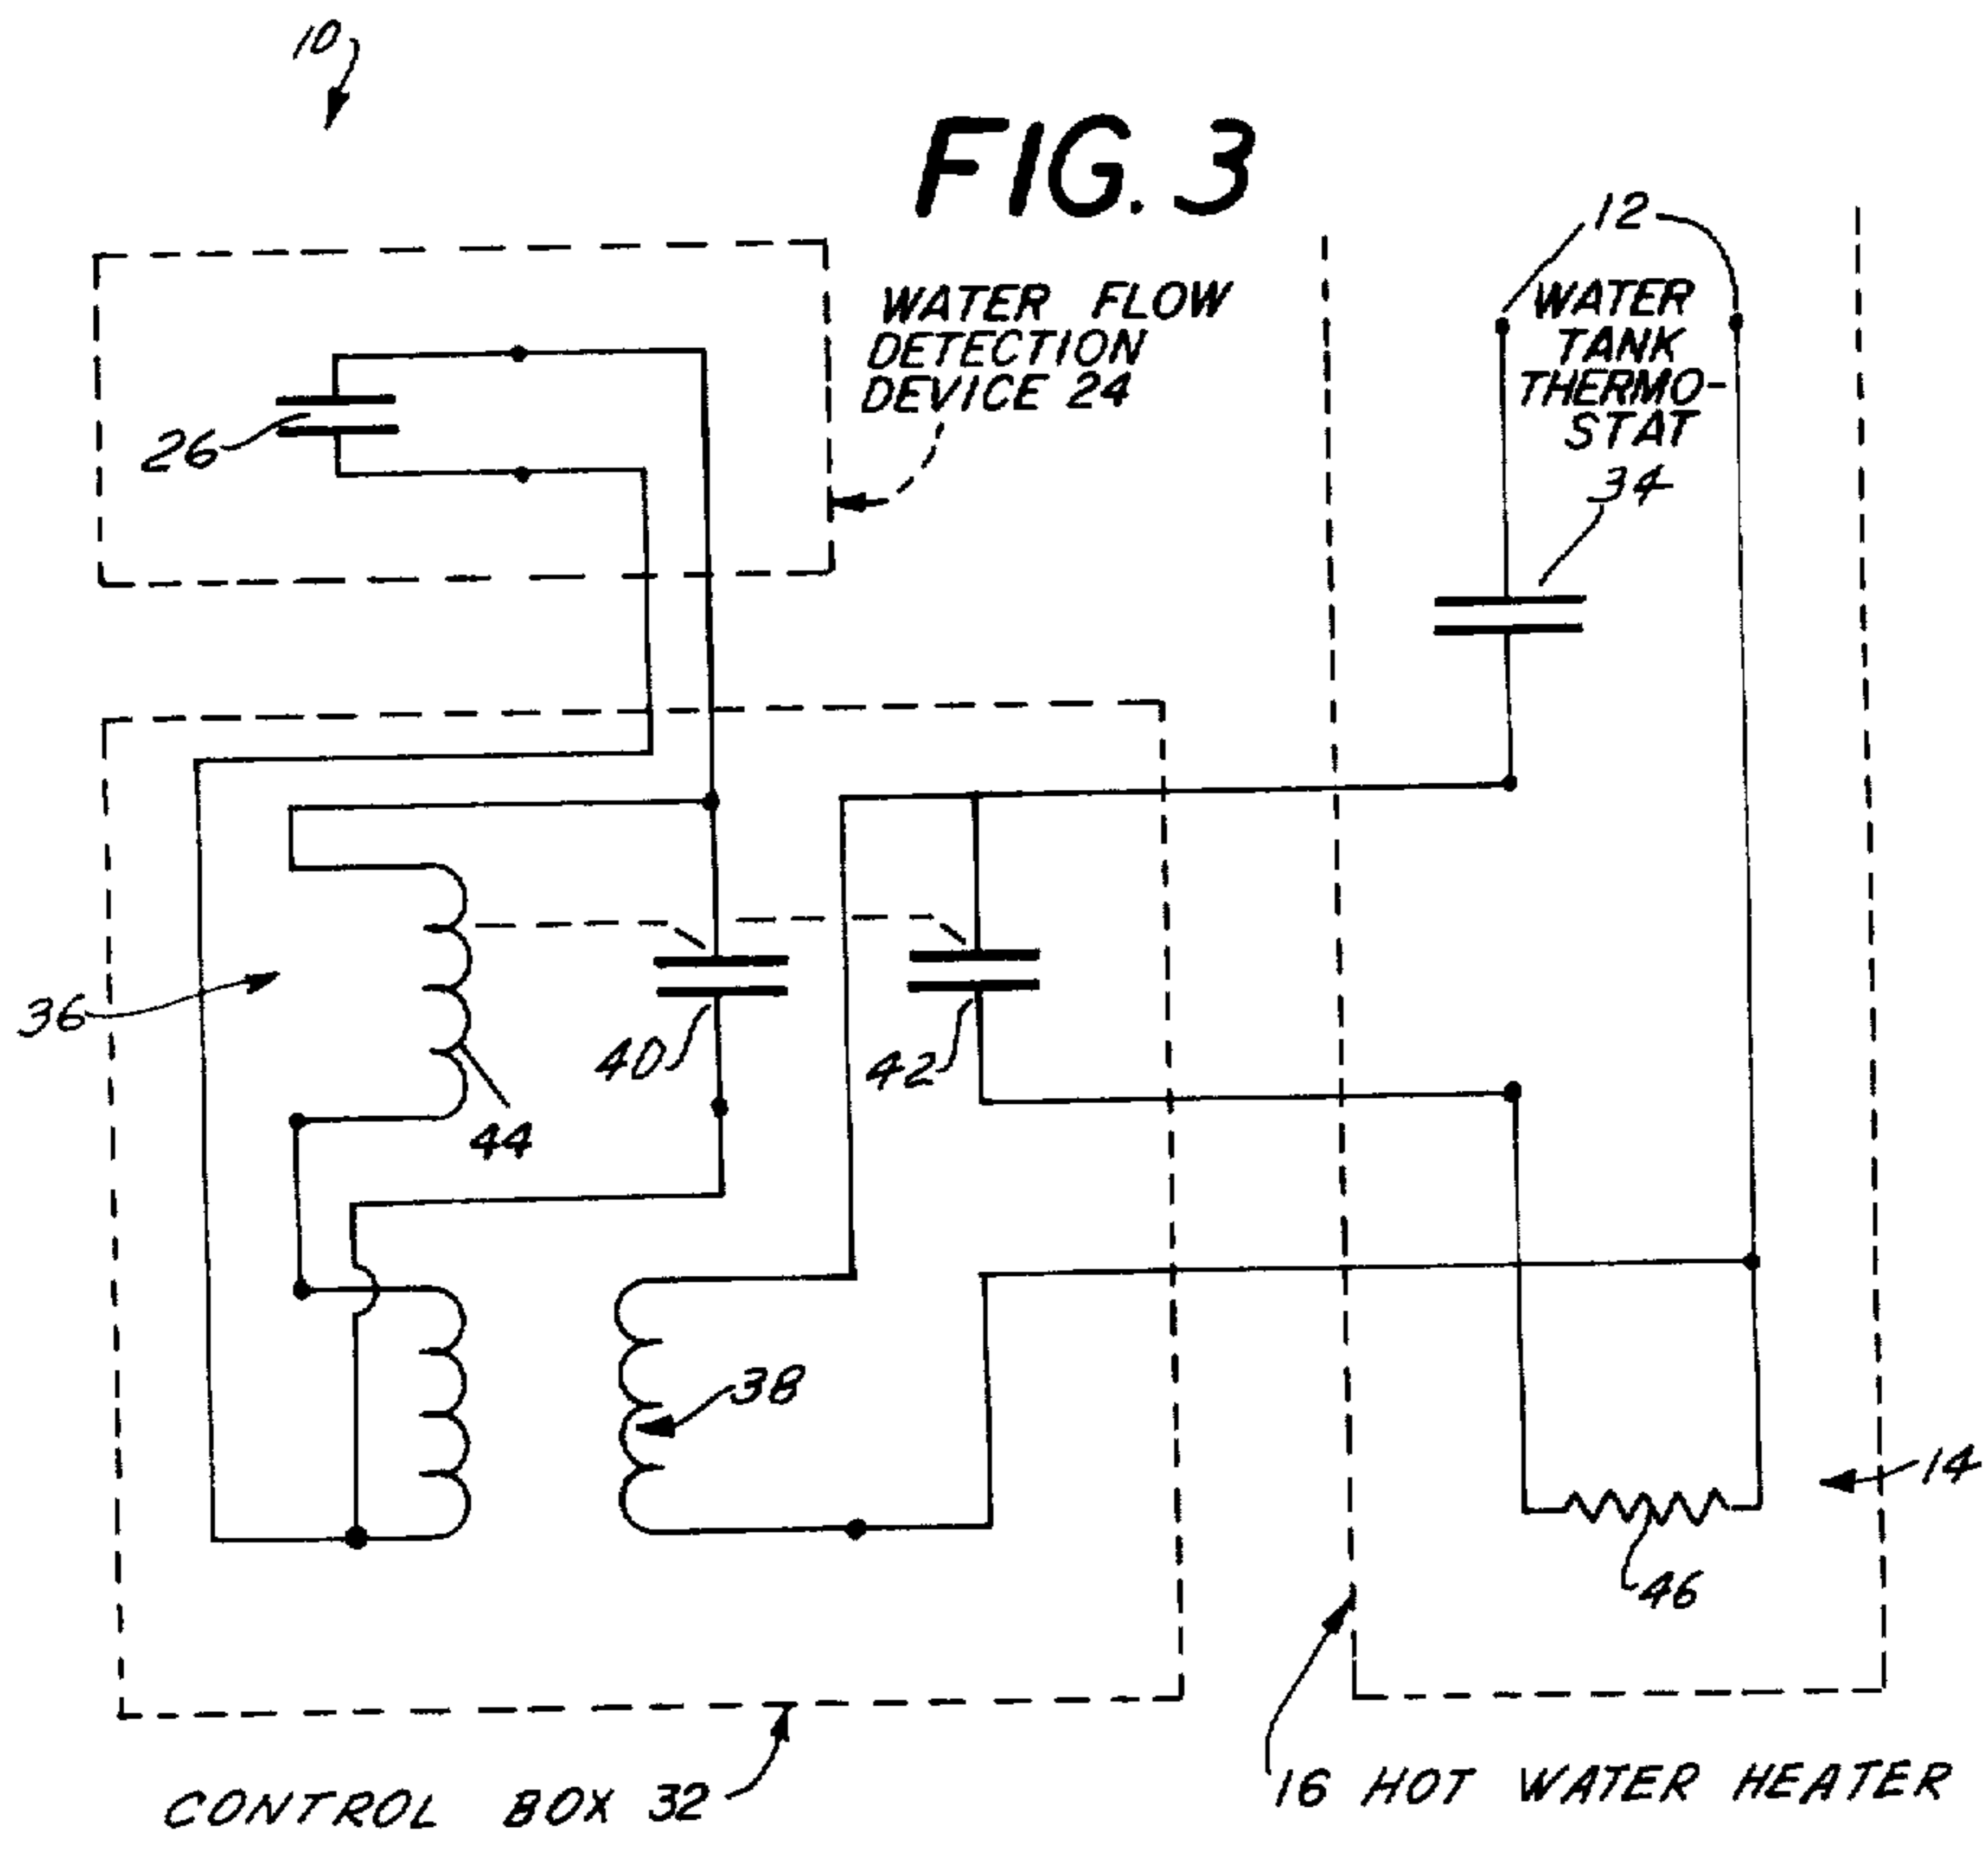 10
FIG. 3
12
WATER FLOW
DETECTION
DEVICE 24
WATER
TANK
THERMO-
STAT
34
26
36
40
42
44
38
14
46
CONTROL BOX 32
16 HOT WATER HEATER